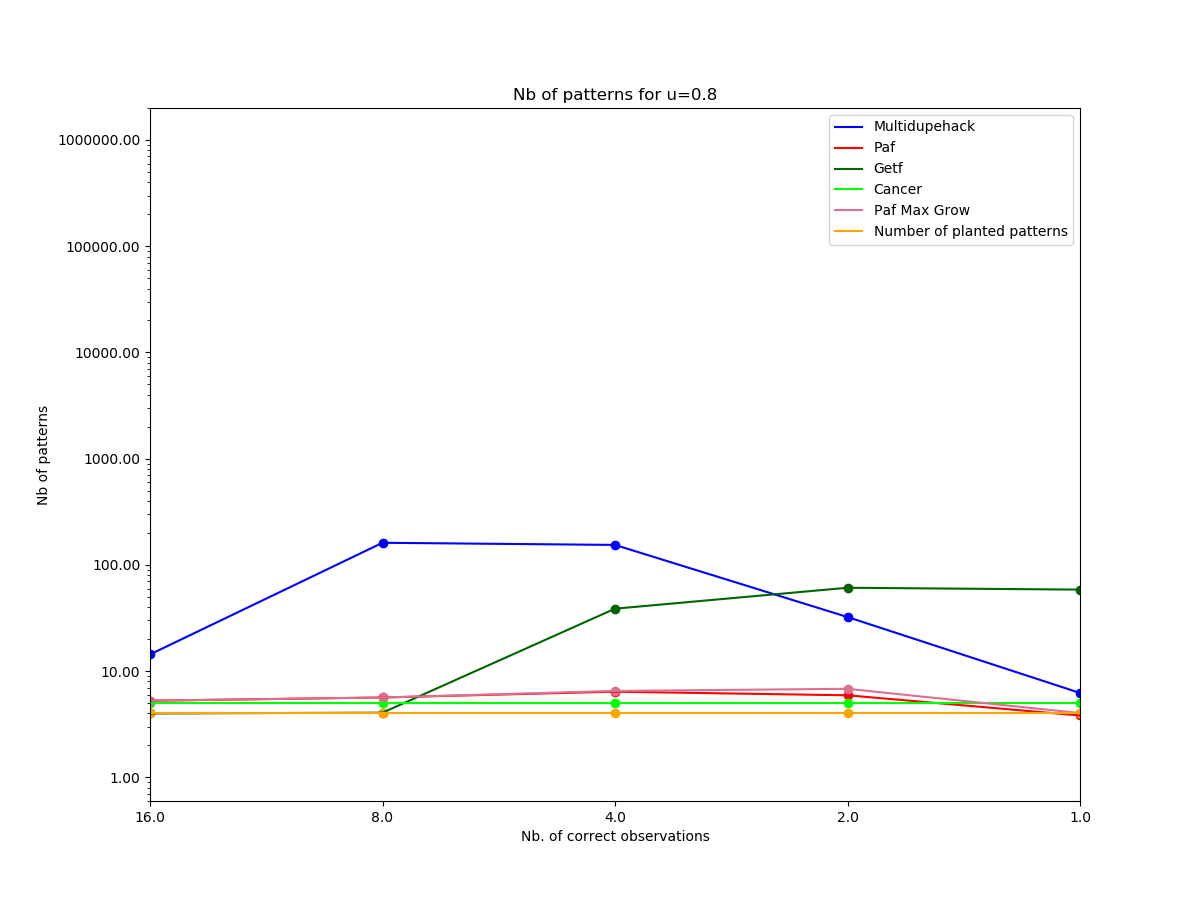 Nb of patterns for u=0.8
Multidupehack
Paf
Getf
Cancer
Paf Max Grow
Number of planted patterns
1000000.00
100000.00
10000.00
1000.00
100.00
10.00
1.00
Nb of patterns
16.0 8.0 4.0 2.0 1.0
Nb. of correct observations